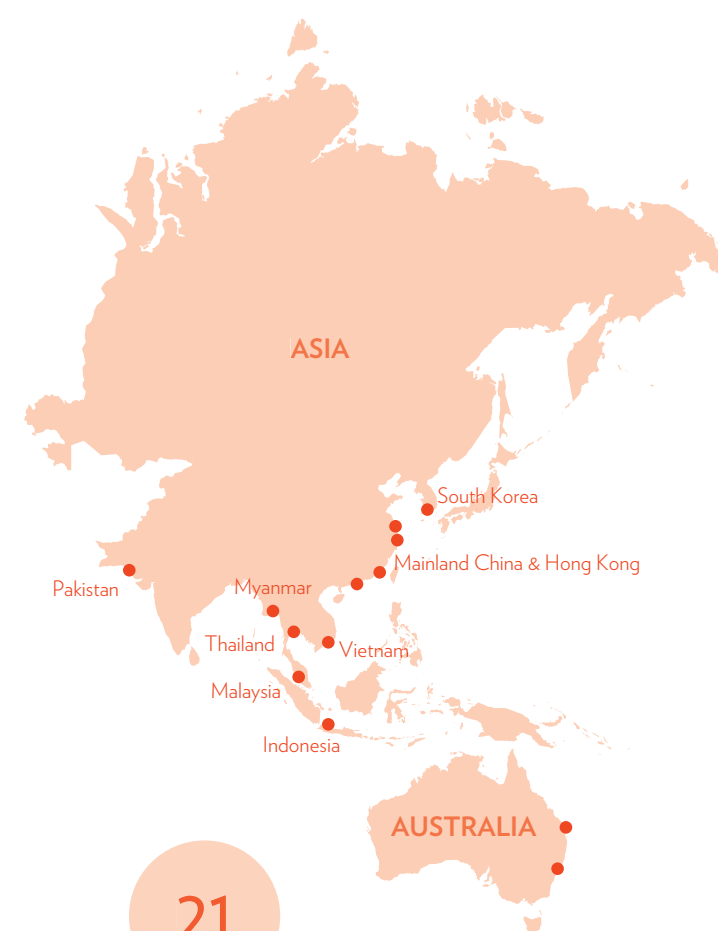 ASIA
South Korea
Mainland China & Hong Kong
Pakistan
Myanmar
Thailand
Vietnam
Malaysia
Indonesia
AUSTRALIA
21